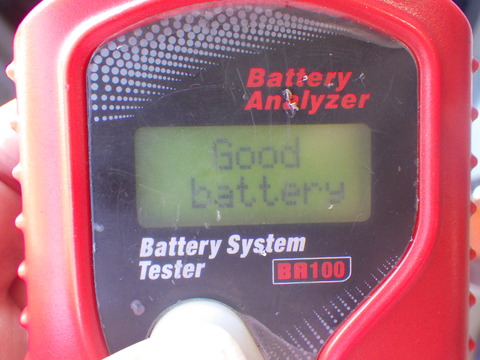 Battery
Analyzer
Good
battery
Battery System
Tester
BA100